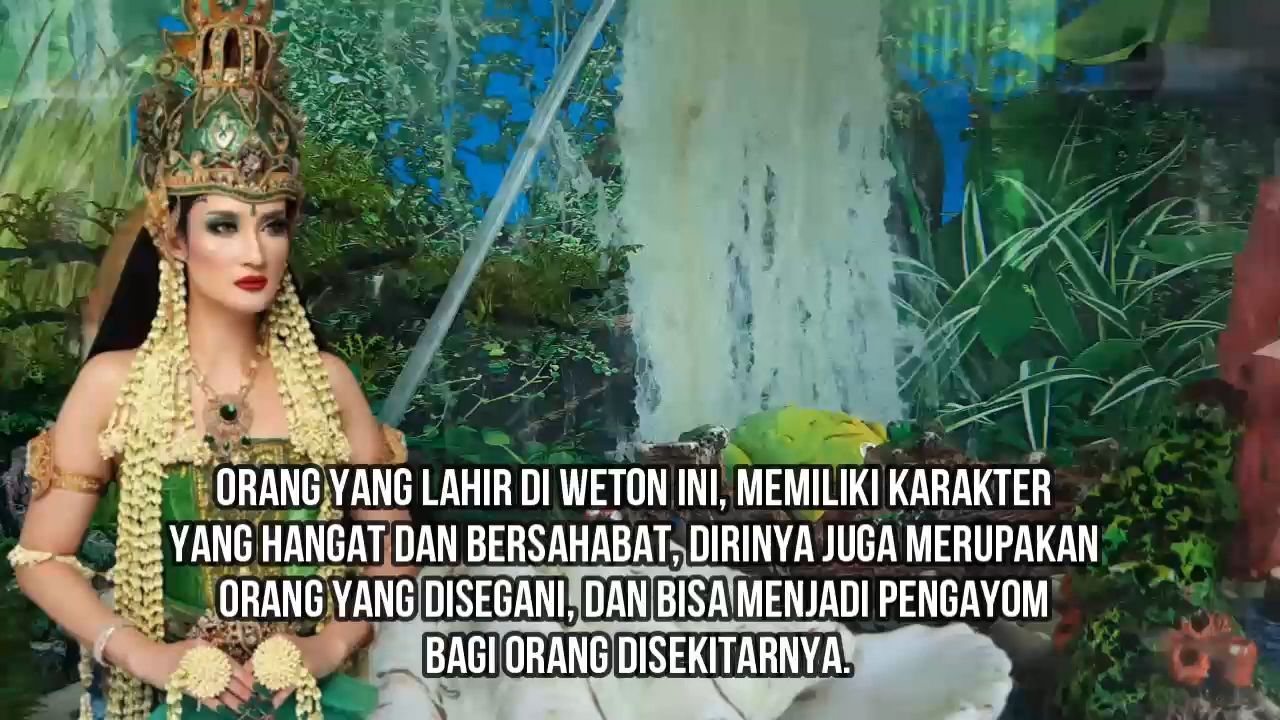 ORANG YANG LAHIR DI WETON INI, MEMILIKI KARAKTER
YANG HANGAT DAN BERSAHABAT, DIRINYA JUGA MERUPAKAN
ORANG YANG DISEGANI, DAN BISA MENJADI PENGAYOM
BAGI ORANG DISEKITARNYA.